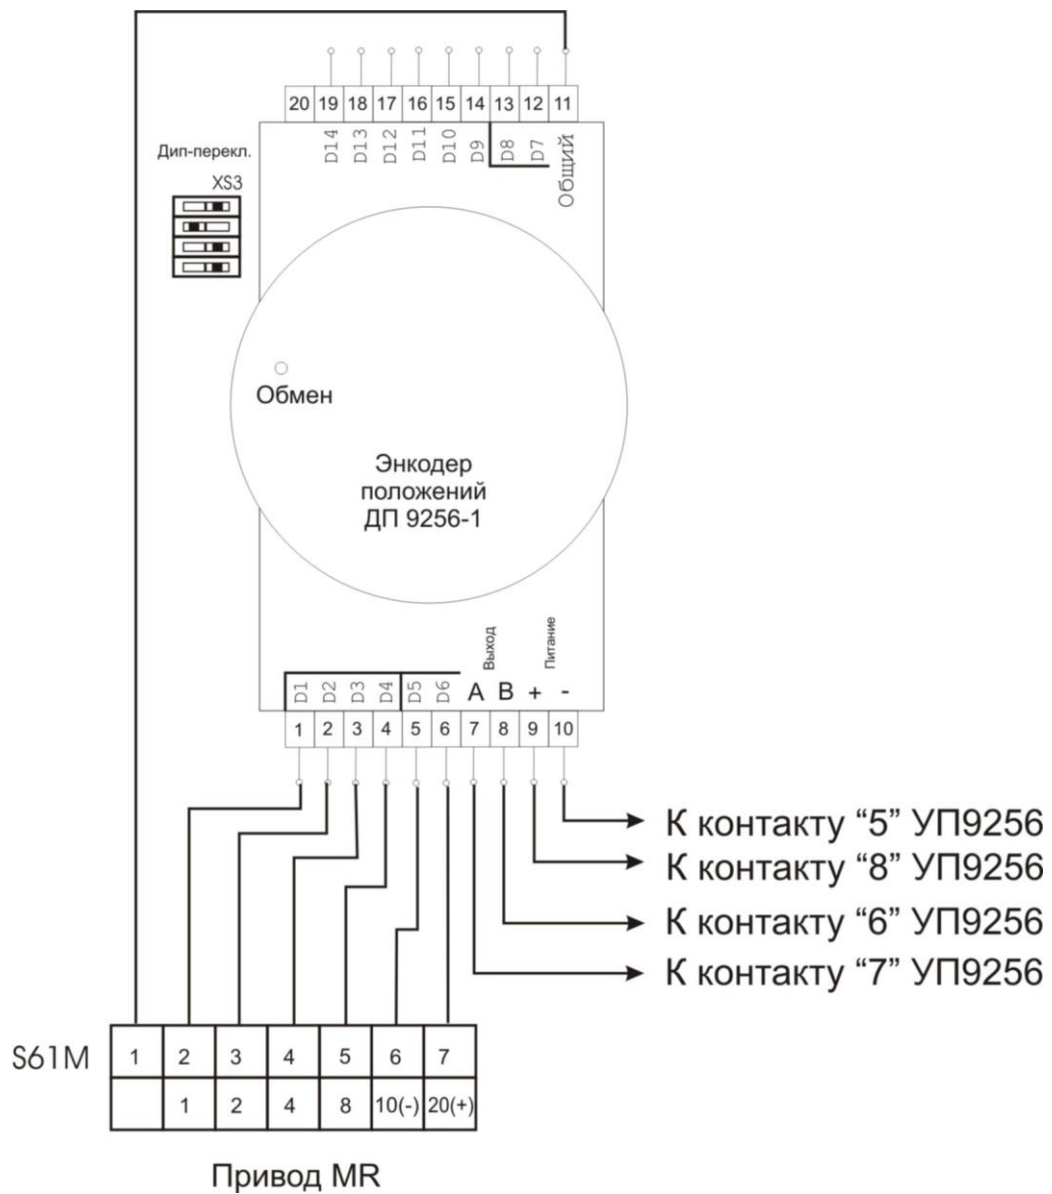 20 19 18 17 16 15 14 13 12 11
D14 D13 D12 D11 D10 D9 D8 D7 Общий
Дип-перекл.
XS3
Обмен
Энкодер
положений
ДП 9256-1
Выход
Питание
D1 D2 D3 D4 D5 D6 A B + -
1 2 3 4 5 6 7 8 9 10
К контакту “5” УП9256
К контакту “8” УП9256
К контакту “6” УП9256
К контакту “7” УП9256
S61M 1 2 3 4 5 6 7
1 2 4 8 10(-) 20(+)
Привод MR